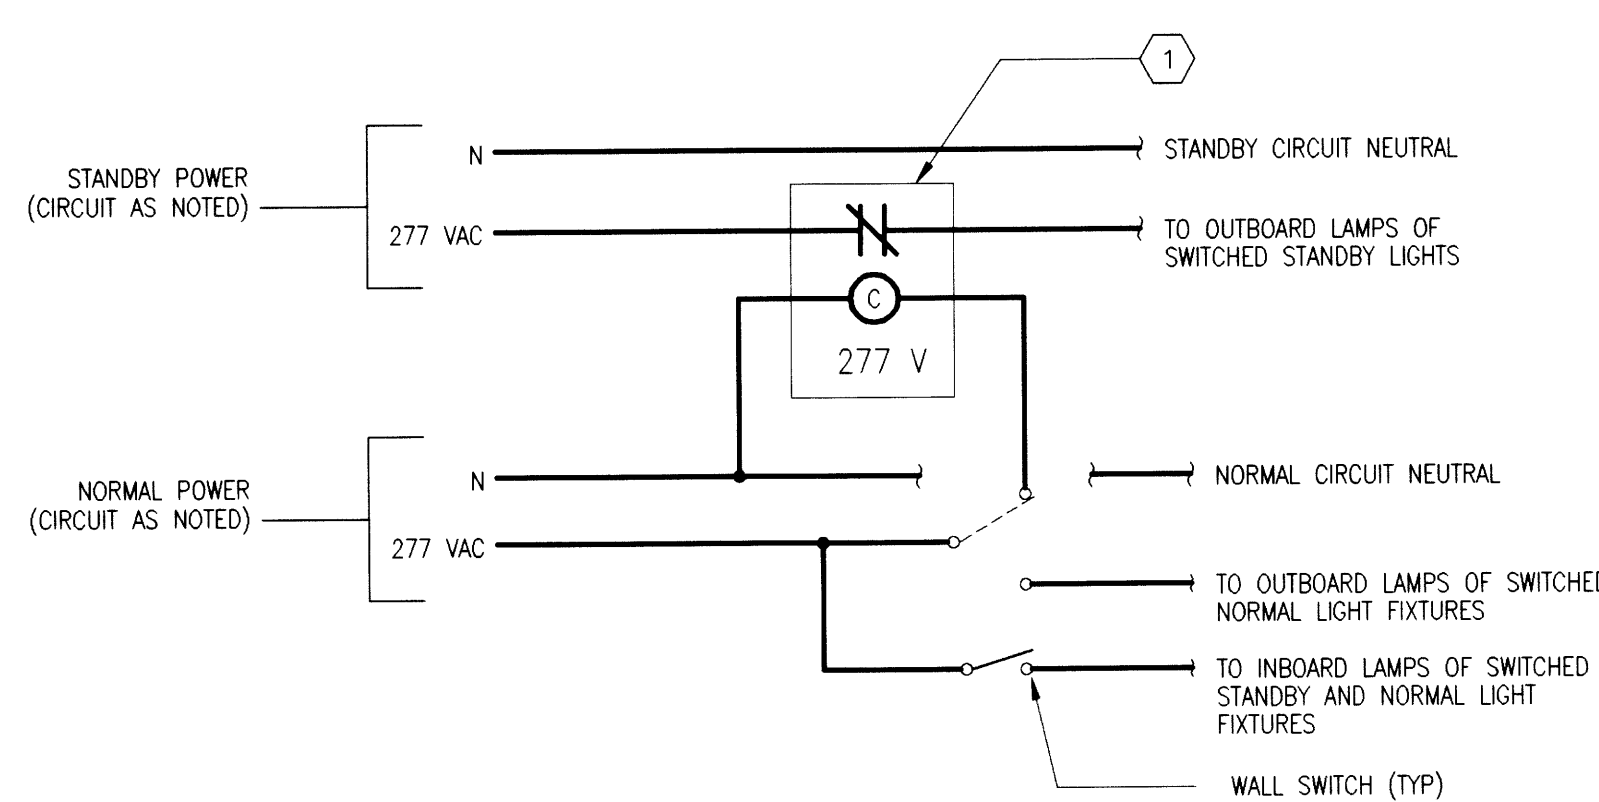 1
N
STANDBY CIRCUIT NEUTRAL
STANDBY POWER
(CIRCUIT AS NOTED)
277 VAC
TO OUTBOARD LAMPS OF
SWITCHED STANDBY LIGHTS
C
277 V
N
NORMAL CIRCUIT NEUTRAL
NORMAL POWER
(CIRCUIT AS NOTED)
277 VAC
TO OUTBOARD LAMPS OF SWITCHED
NORMAL LIGHT FIXTURES
TO INBOARD LAMPS OF SWITCHED
STANDBY AND NORMAL LIGHT
FIXTURES
WALL SWITCH (TYP)